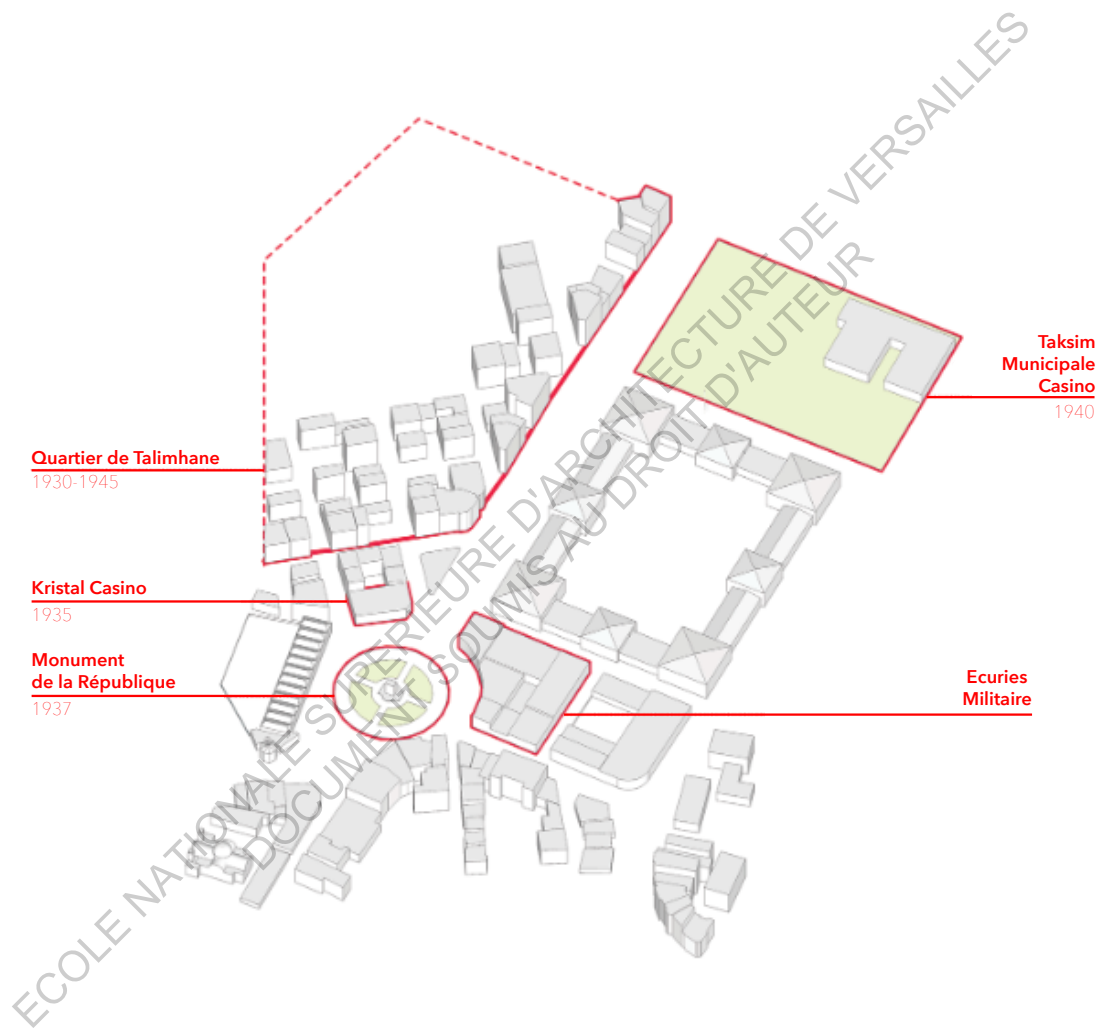 Taksim
Municipale
Casino
1940
Quartier de Talimhane
1930-1945
Kristal Casino
1935
Monument
de la République
1937
Ecuries
Militaire
ECOLE NATIONALE SUPERIEURE D'ARCHITECTURE DE VERSAILLES
DOCUMENT SOUMIS AU DROIT D'AUTEUR